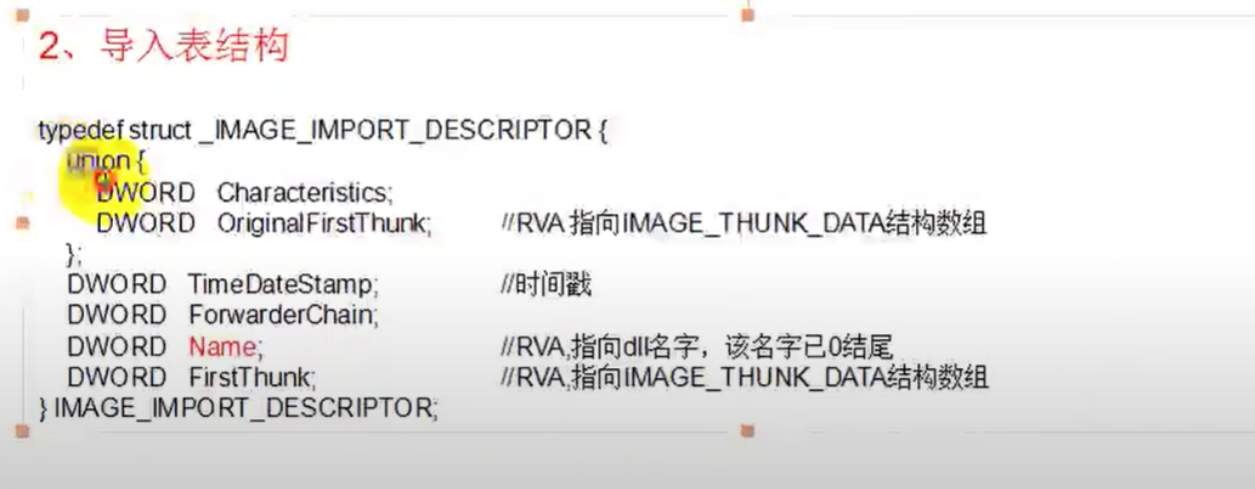 2、导入表结构
typedef struct _IMAGE_IMPORT_DESCRIPTOR {
union {
DWORD Characteristics;
DWORD OriginalFirstThunk; //RVA 指向IMAGE_THUNK_DATA结构数组
};
DWORD TimeDateStamp; //时间戳
DWORD ForwarderChain;
DWORD Name; //RVA,指向dll名字，该名字已0结尾
DWORD FirstThunk; //RVA,指向IMAGE_THUNK_DATA结构数组
} IMAGE_IMPORT_DESCRIPTOR;